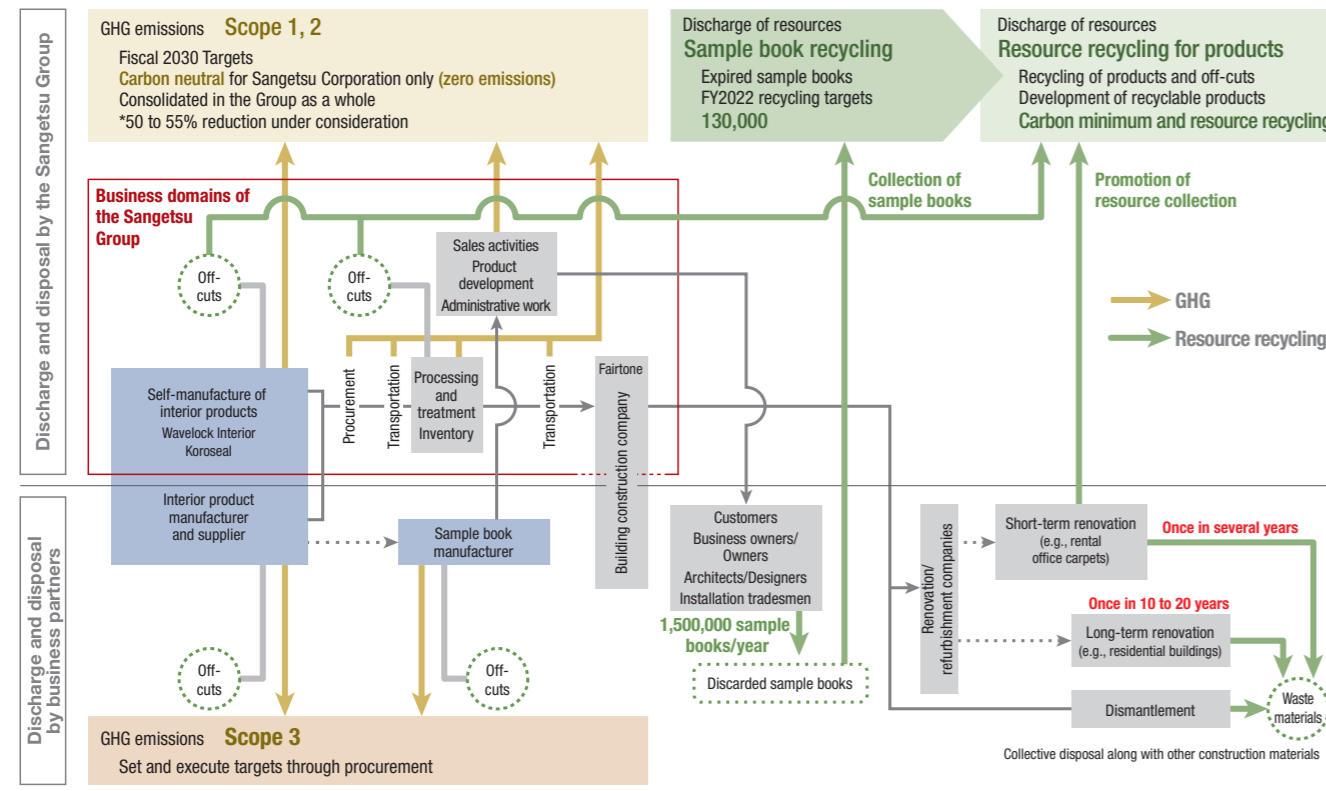 Discharge and disposal by the Sangetsu Group
GHG emissions Scope 1, 2
Fiscal 2030 Targets
Carbon neutral for Sangetsu Corporation only (zero emissions)
Consolidated in the Group as a whole
*50 to 55% reduction under consideration
Discharge of resources
Sample book recycling
Expired sample books
FY2022 recycling targets
130,000
Discharge of resources
Resource recycling for products
Recycling of products and off-cuts
Development of recyclable products
Carbon minimum and resource recycling
Business domains of
the Sangetsu
Group
Collection of
sample books
Promotion of
resource collection
Off-
cuts
Off-
cuts
Sales activities
Product
development
Administrative work
GHG
Resource recycling
Self-manufacture of
interior products
Wavelock Interior
Koroseal
Procurement
Transportation
Processing
and
treatment
Inventory
Transportation
Fairtone
Building construction company
Discharge and disposal
by business partners
Interior product
manufacturer
and supplier
Sample book
manufacturer
Customers
Business owners/
Owners
Architects/Designers
Installation tradesmen
1,500,000 sample
books/year
Discarded sample books
Renovation/
refurbishment companies
Short-term renovation
(e.g., rental
office carpets)
Once in several years
Once in 10 to 20 years
Long-term renovation
(e.g., residential buildings)
Dismantlement
Waste
materials
Collective disposal along with other construction materials
Off-
cuts
Off-
cuts
GHG emissions Scope 3
Set and execute targets through procurement